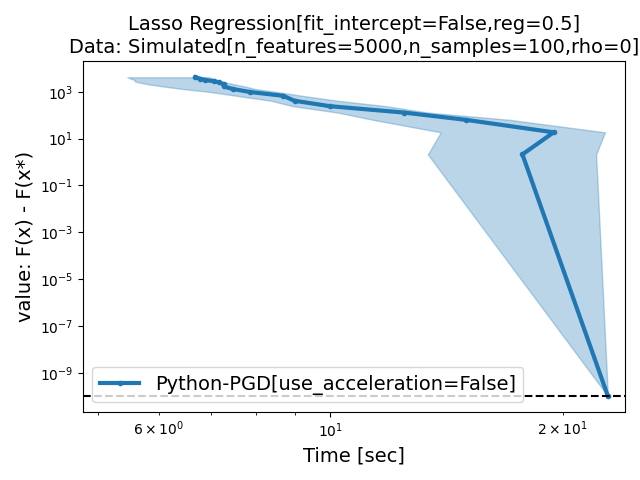 Lasso Regression[fit_intercept=False,reg=0.5]
Data: Simulated[n_features=5000,n_samples=100,rho=0]
value: F(x) - F(x*)
10³
10¹
10⁻¹
10⁻³
10⁻⁵
10⁻⁷
10⁻⁹
Python-PGD[use_acceleration=False]
6 × 10⁰
10¹
2 × 10¹
Time [sec]